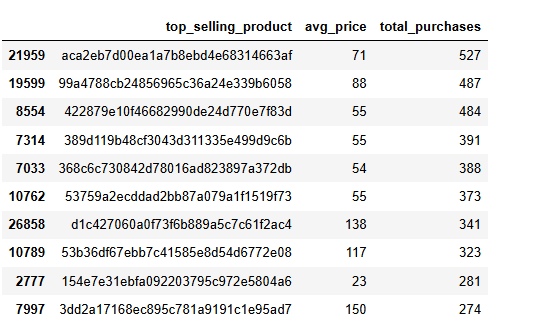 top_selling_product avg_price total_purchases
21959 aca2eb7d00ea1a7b8ebd4e68314663af 71 527
19599 99a4788cb24856965c36a24e339b6058 88 487
8554 422879e10f46682990de24d770e7f83d 55 484
7314 389d119b48cf3043d311335e499d9c6b 55 391
7033 368c6c730842d78016ad823897a372db 54 388
10762 53759a2ecddad2bb87a079a1f1519f73 55 373
26858 d1c427060a0f73f6b889a5c7c61f2ac4 138 341
10789 53b36df67ebb7c41585e8d54d6772e08 117 323
2777 154e7e31ebfa092203795c972e5804a6 23 281
7997 3dd2a17168ec895c781a9191c1e95ad7 150 274